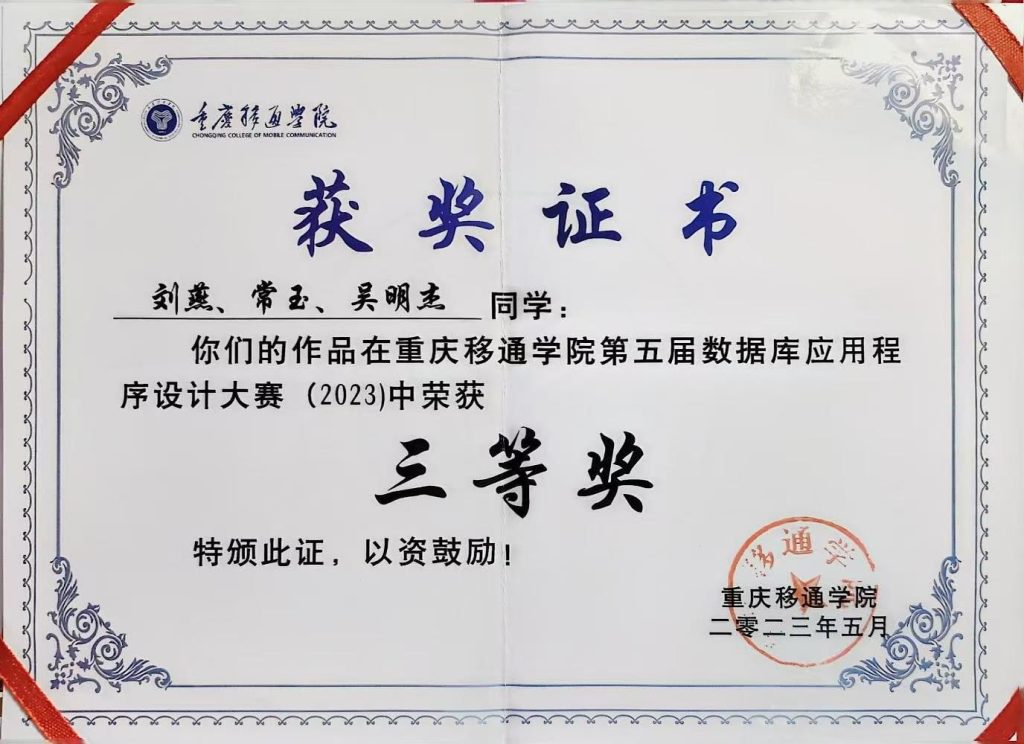 重庆移通学院
CHONGQING COLLEGE OF MOBILE COMMUNICATION
获奖证书
刘燕、常玉、吴明杰 同学：
你们的作品在重庆移通学院第五届数据库应用程
序设计大赛（2023)中荣获
三等奖
特颁此证，以资鼓励！
移通学院
重庆移通学院
二零二三年五月